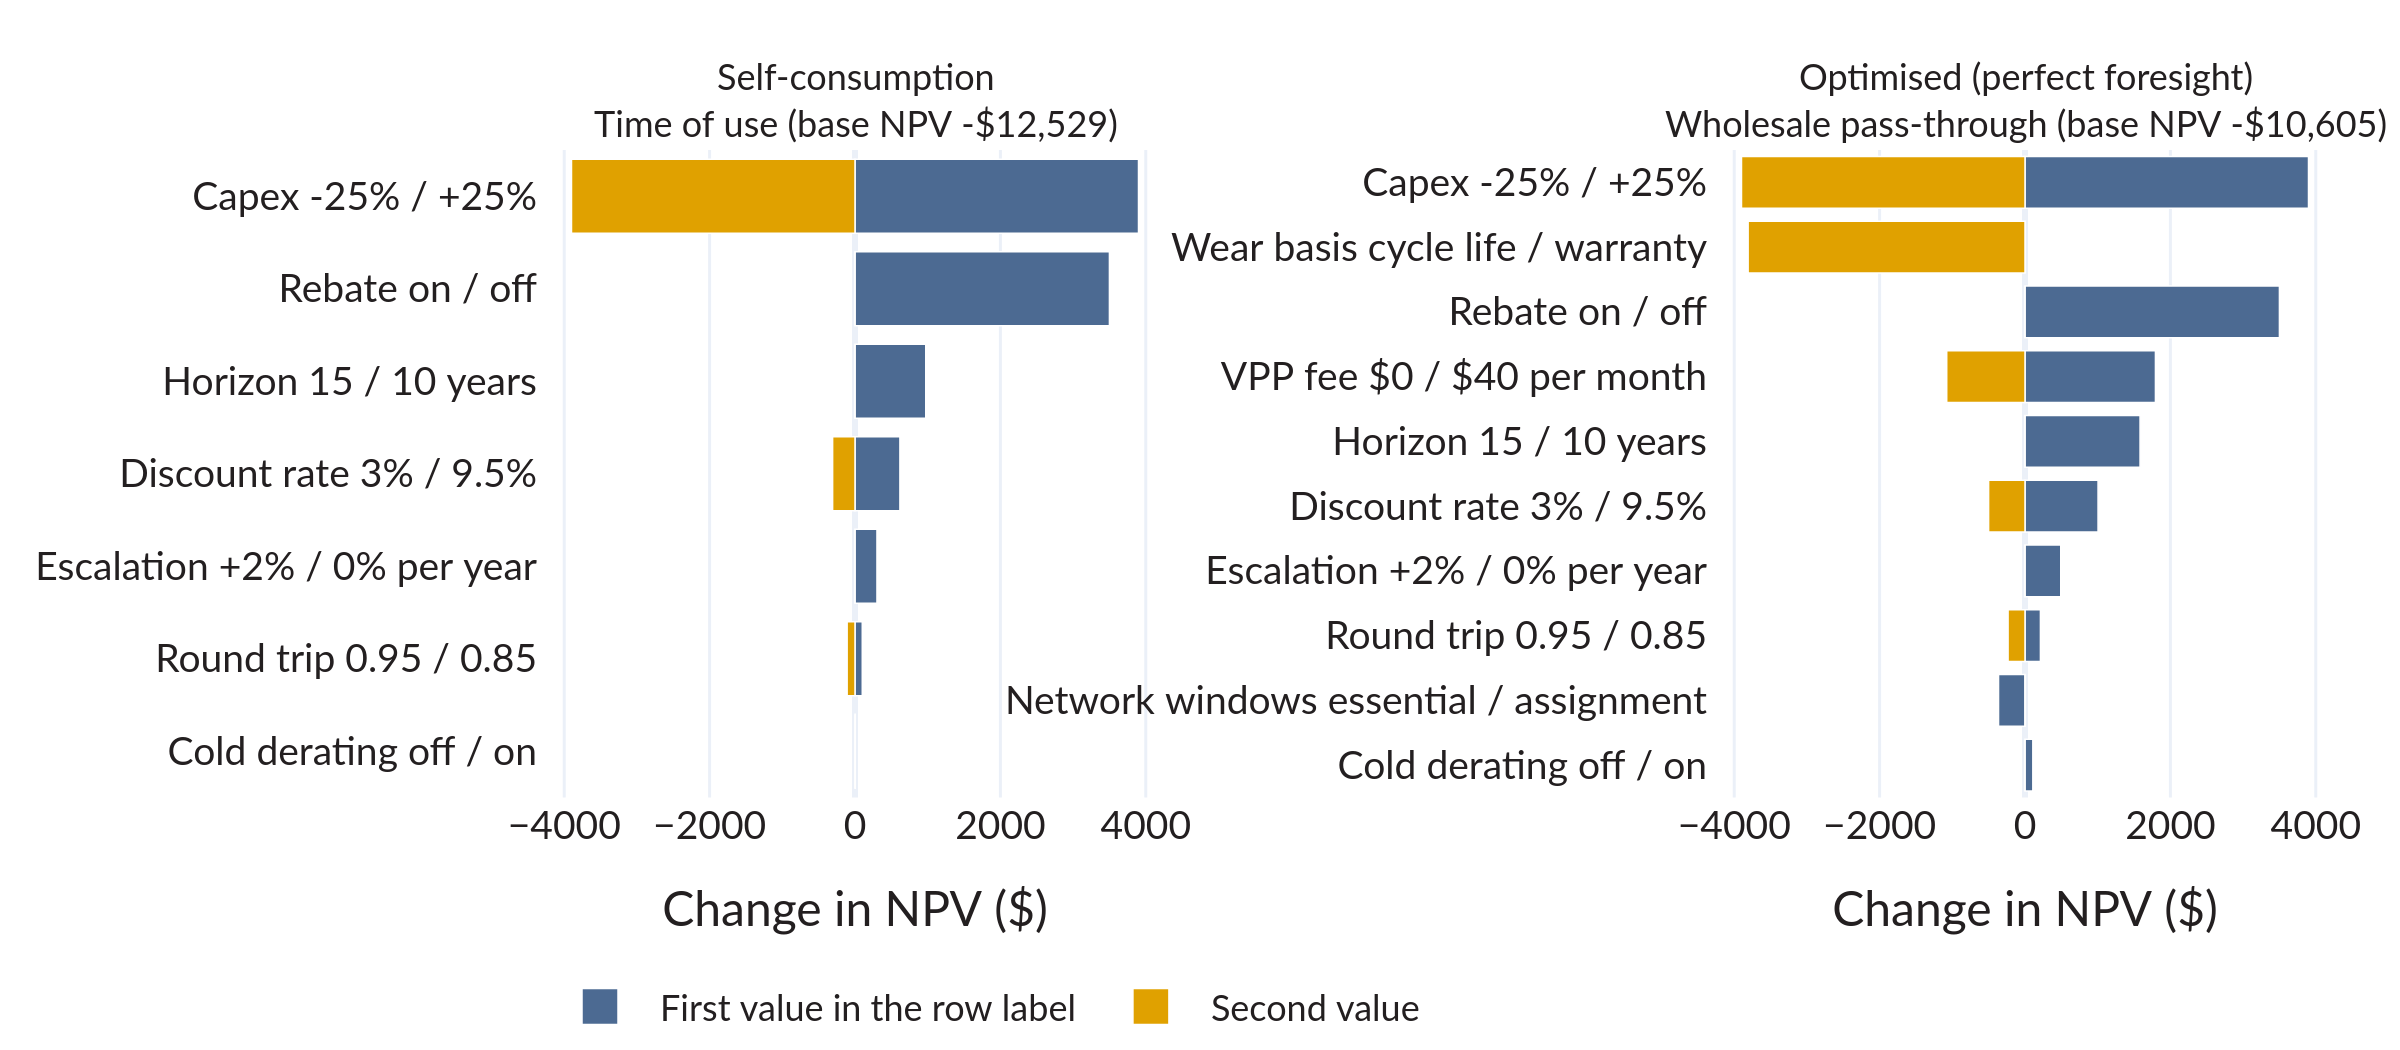 Self-consumption
Time of use (base NPV -$12,529)
Capex -25% / +25%
Rebate on / off
Horizon 15 / 10 years
Discount rate 3% / 9.5%
Escalation +2% / 0% per year
Round trip 0.95 / 0.85
Cold derating off / on
−4000 −2000 0 2000 4000
Change in NPV ($)
Optimised (perfect foresight)
Wholesale pass-through (base NPV -$10,605)
Capex -25% / +25%
Wear basis cycle life / warranty
Rebate on / off
VPP fee $0 / $40 per month
Horizon 15 / 10 years
Discount rate 3% / 9.5%
Escalation +2% / 0% per year
Round trip 0.95 / 0.85
Network windows essential / assignment
Cold derating off / on
−4000 −2000 0 2000 4000
Change in NPV ($)
First value in the row label
Second value